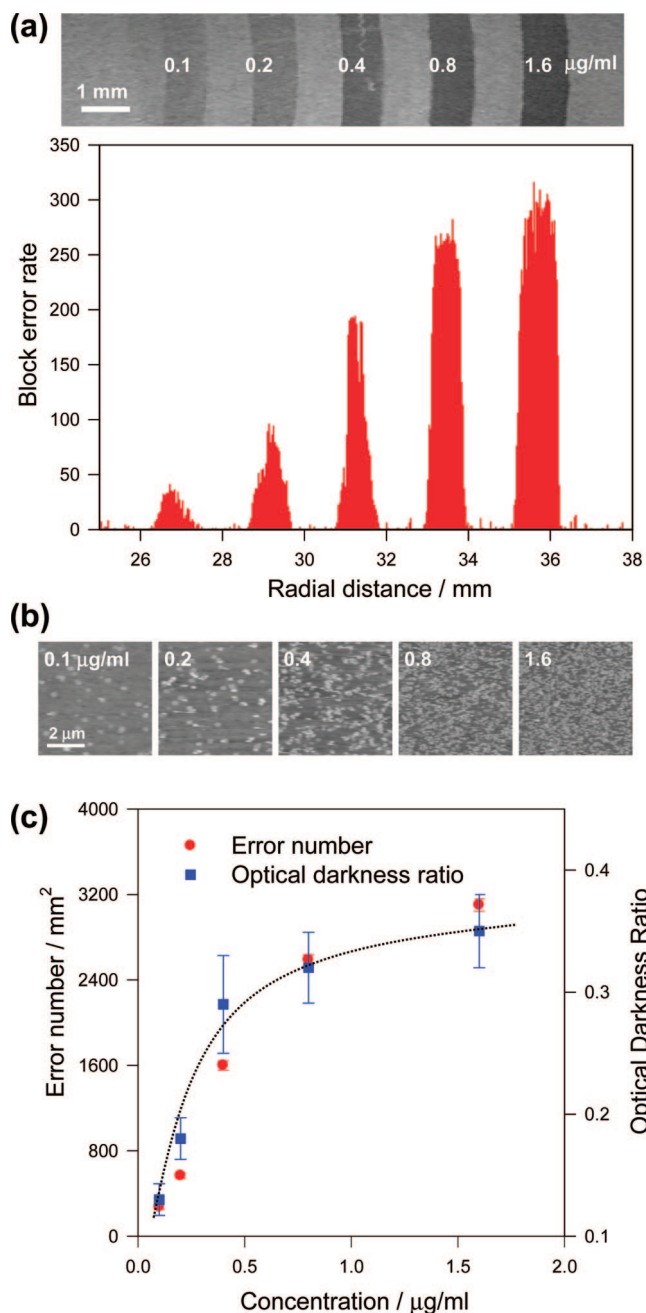 (a)
0.1 0.2 0.4 0.8 1.6 μg/ml
1 mm
350
300
250
200
150
100
50
0
Block error rate
26 28 30 32 34 36 38
Radial distance / mm
(b)
0.1 μg/ml 0.2 0.4 0.8 1.6
2 μm
(c)
4000
3200
2400
1600
800
0
Error number / mm²
Error number
Optical darkness ratio
0.4
0.3
0.2
0.1
Optical Darkness Ratio
0.0 0.5 1.0 1.5 2.0
Concentration / μg/ml